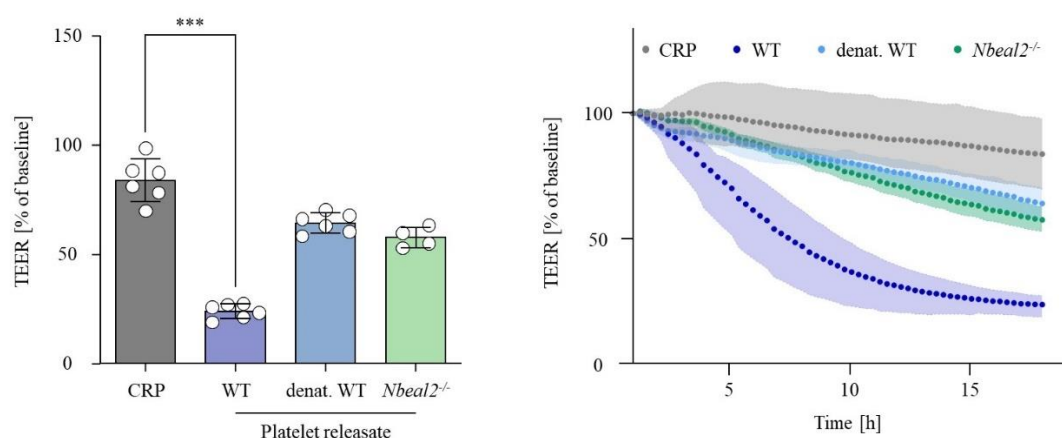 ***
150
100
50
0
TEER [% of baseline]
CRP
WT
denat. WT
Nbeal2-/-
Platelet releasate
CRP
WT
denat. WT
Nbeal2-/-
100
50
0
TEER [% of baseline]
5
10
15
Time [h]